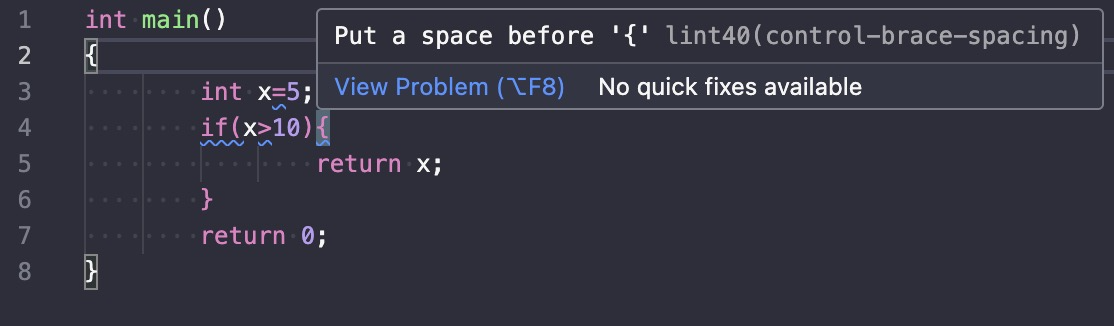 1 int main()
Put a space before '{' lint40(control-brace-spacing)
2 {
View Problem (⌥F8) No quick fixes available
3 int x=5;
4 if(x>10){
5 return x;
6 }
7 return 0;
8 }